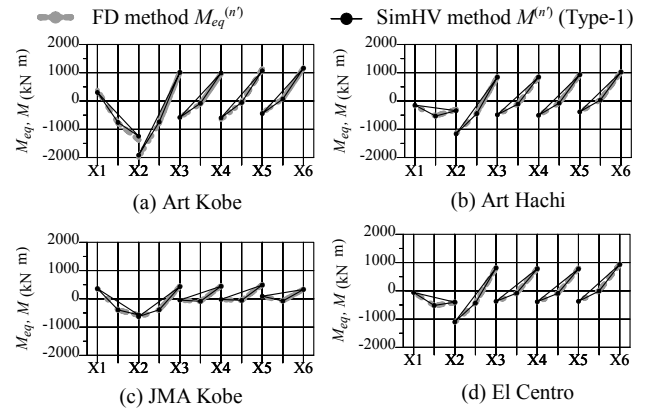 FD method Meq(n') SimHV method M(n') (Type-1)
Meq, M (kN m)
2000
1000
0
-1000
-2000
X1 X2 X3 X4 X5 X6
(a) Art Kobe
Meq, M (kN m)
2000
1000
0
-1000
-2000
X1 X2 X3 X4 X5 X6
(b) Art Hachi
Meq, M (kN m)
2000
1000
0
-1000
-2000
X1 X2 X3 X4 X5 X6
(c) JMA Kobe
Meq, M (kN m)
2000
1000
0
-1000
-2000
X1 X2 X3 X4 X5 X6
(d) El Centro